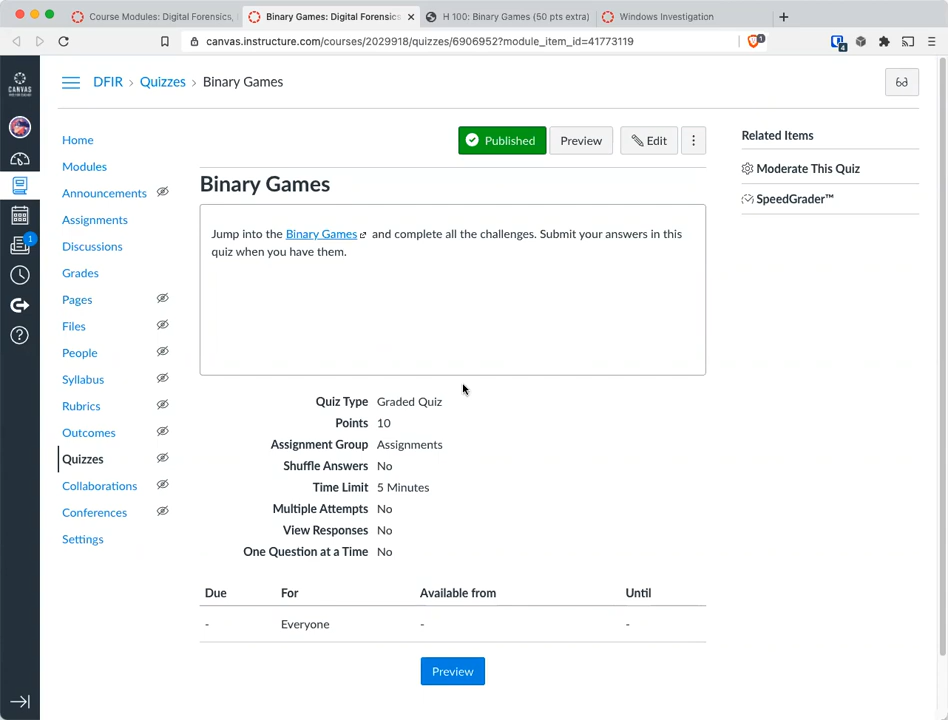 Course Modules: Digital Forensics,
Binary Games: Digital Forensics
H 100: Binary Games (50 pts extra)
Windows Investigation
canvas.instructure.com/courses/2029918/quizzes/6906952?module_item_id=41773119
1
4
CANVAS
DFIR › Quizzes › Binary Games
Home
Modules
Announcements
Assignments
Discussions
1
Grades
Pages
Files
People
Syllabus
Rubrics
Outcomes
Quizzes
Collaborations
Conferences
Settings
Published
Preview
Edit
Binary Games
Jump into the Binary Games and complete all the challenges. Submit your answers in this
quiz when you have them.
Quiz Type Graded Quiz
Points 10
Assignment Group Assignments
Shuffle Answers No
Time Limit 5 Minutes
Multiple Attempts No
View Responses No
One Question at a Time No
Due For Available from Until
- Everyone - -
Preview
Related Items
Moderate This Quiz
SpeedGrader™